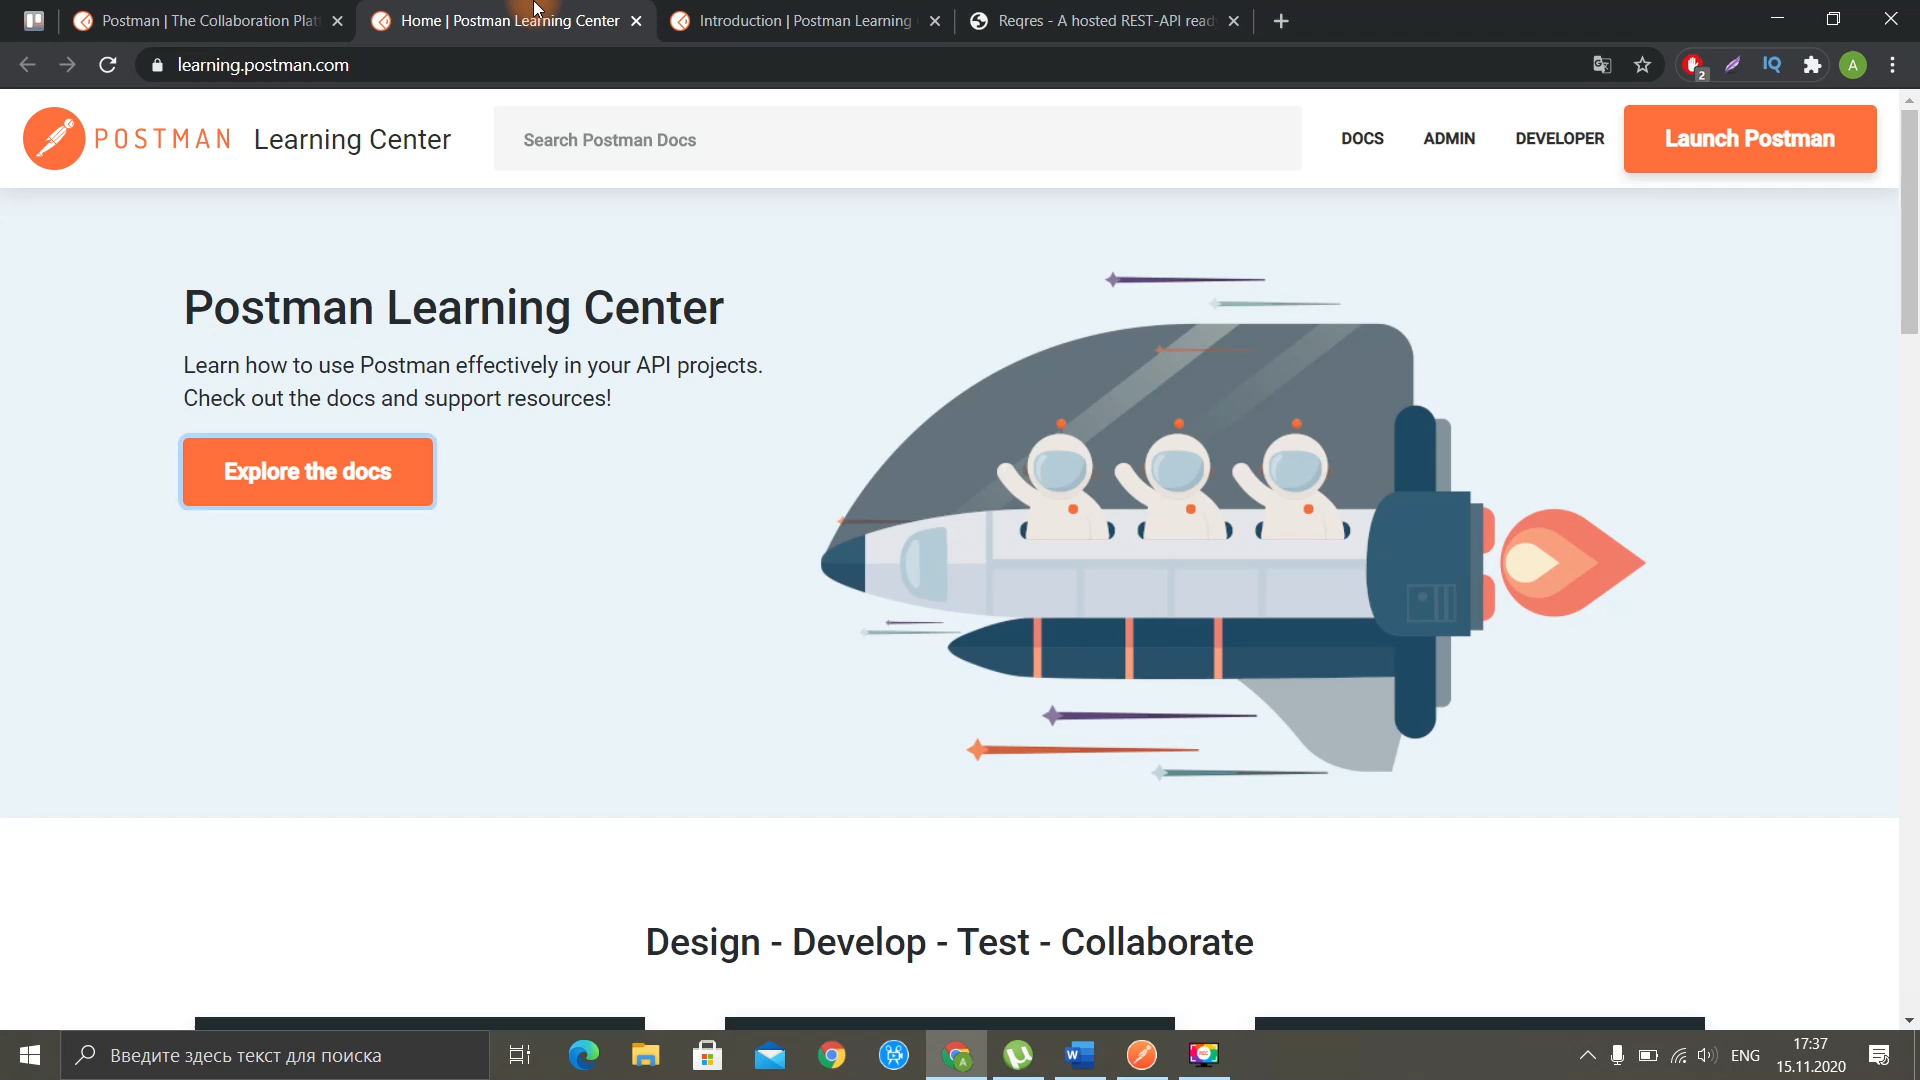 Postman | The Collaboration Plat
Home | Postman Learning Center
Introduction | Postman Learning
Reqres - A hosted REST-API read
learning.postman.com
2
IQ
A
POSTMAN Learning Center
Search Postman Docs
DOCS
ADMIN
DEVELOPER
Launch Postman
Postman Learning Center
Learn how to use Postman effectively in your API projects.
Check out the docs and support resources!
Explore the docs
Design - Develop - Test - Collaborate
Введите здесь текст для поиска
ENG
17:37
15.11.2020